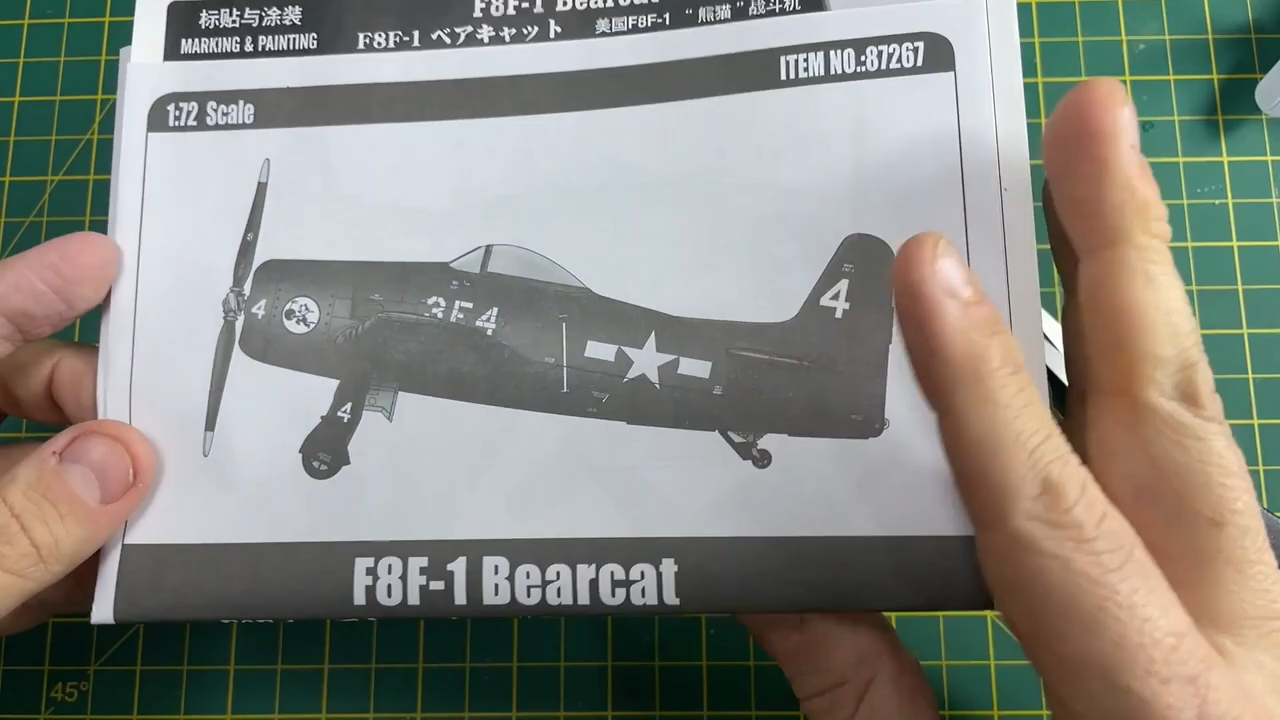 标贴与涂装
MARKING & PAINTING
F8F-1 Bearcat
F8F-1 ベアキャット
美国F8F-1 “熊猫”战斗机
1:72 Scale
ITEM NO.:87267
4
3F4
4
4
F8F-1 Bearcat
45°